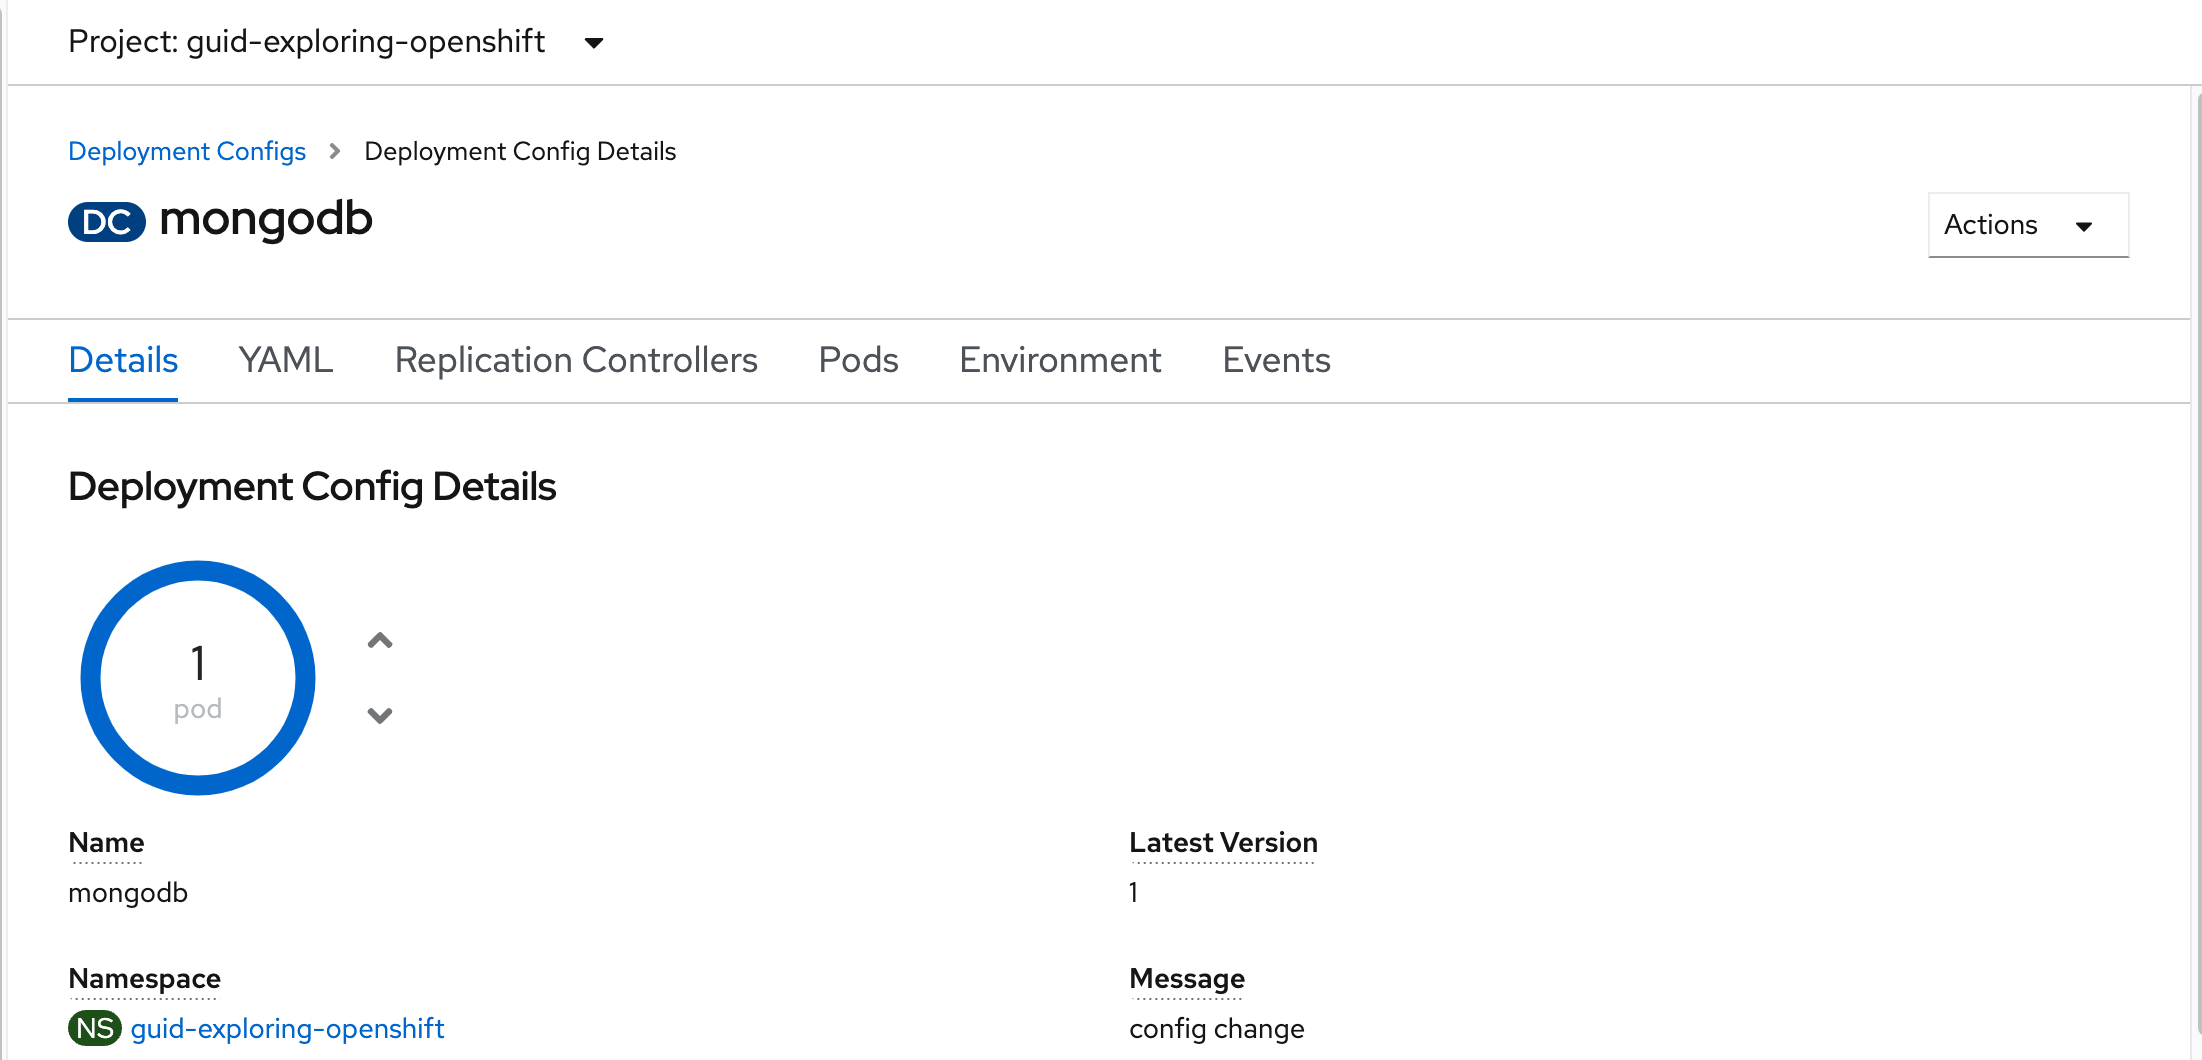 Project: guid-exploring-openshift
Deployment Configs Deployment Config Details
DC mongodb
Actions
Details YAML Replication Controllers Pods Environment Events
Deployment Config Details
1
pod
Name Latest Version
mongodb 1
Namespace Message
NS guid-exploring-openshift config change